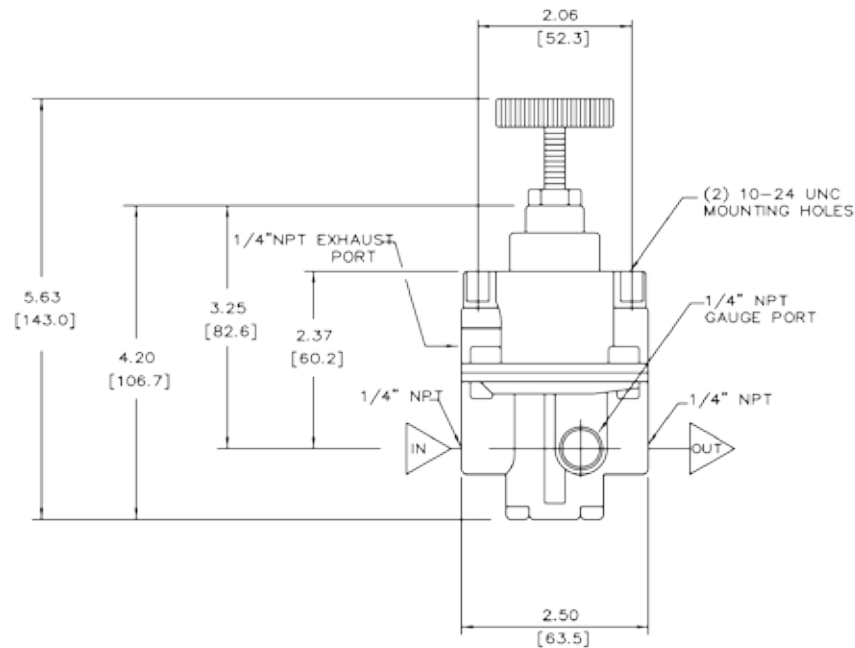 2.06
[52.3]
(2) 10-24 UNC
MOUNTING HOLES
1/4"NPT EXHAUST
PORT
5.63
[143.0]
3.25
[82.6]
2.37
[60.2]
1/4" NPT
GAUGE PORT
4.20
[106.7]
1/4" NPT
1/4" NPT
IN
OUT
2.50
[63.5]